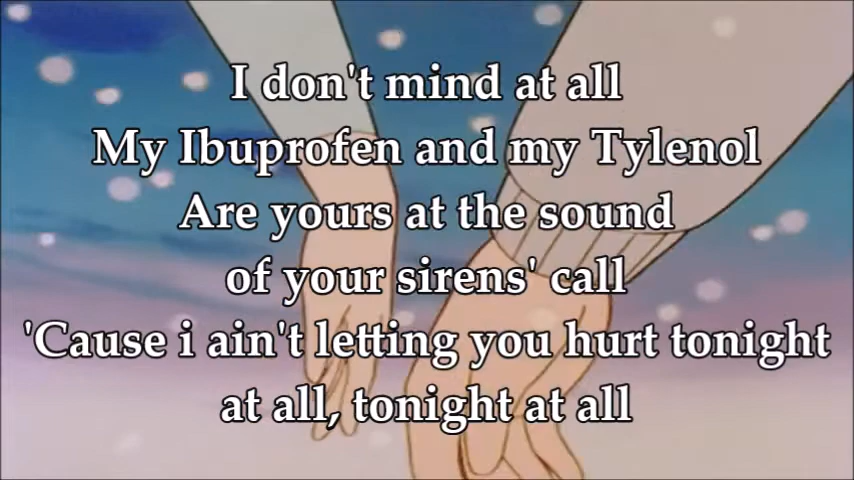 I don't mind at all
My Ibuprofen and my Tylenol
Are yours at the sound
of your sirens' call
'Cause i ain't letting you hurt tonight
at all, tonight at all